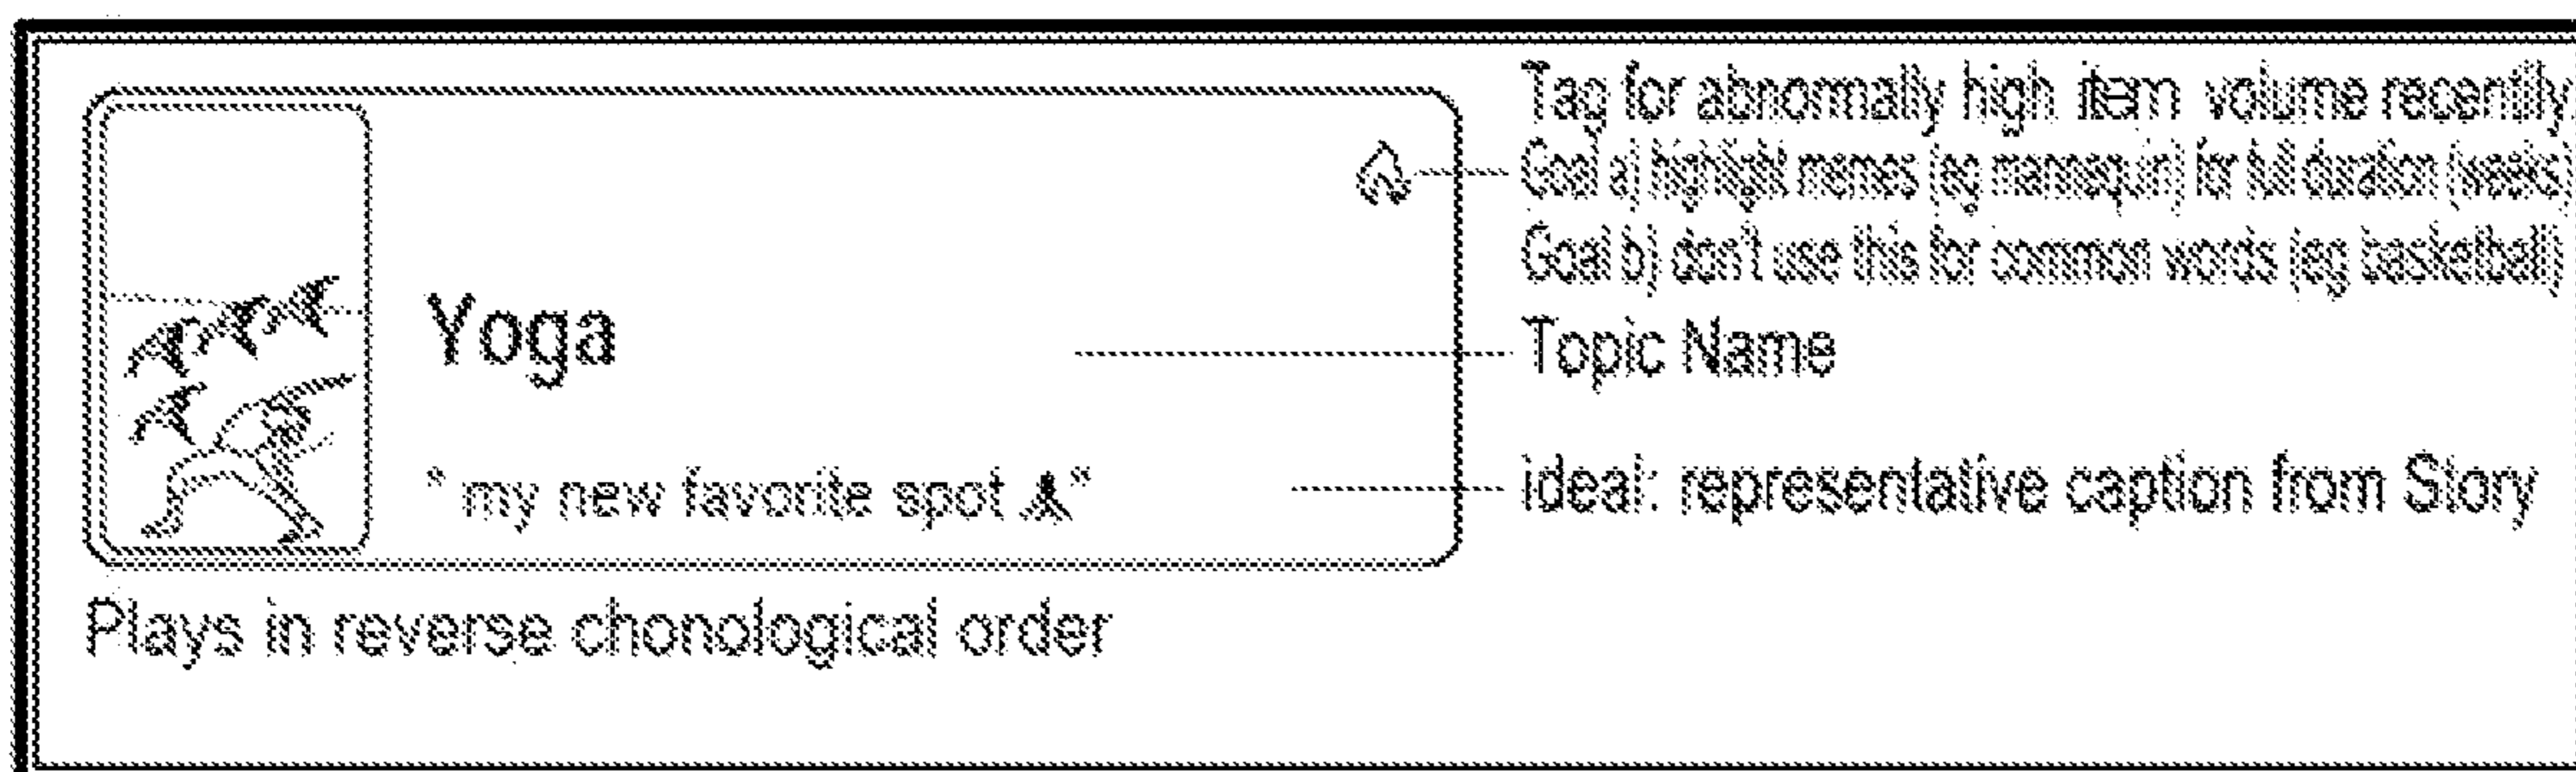 Tag for abnormally high item volume recently.
Goal a) highlight memes (eg mannequin) for full duration (weeks)
Goal b) don't use this for common words (eg basketball)
Yoga
Topic Name
" my new favorite spot "
ideal: representative caption from Story
Plays in reverse chonological order